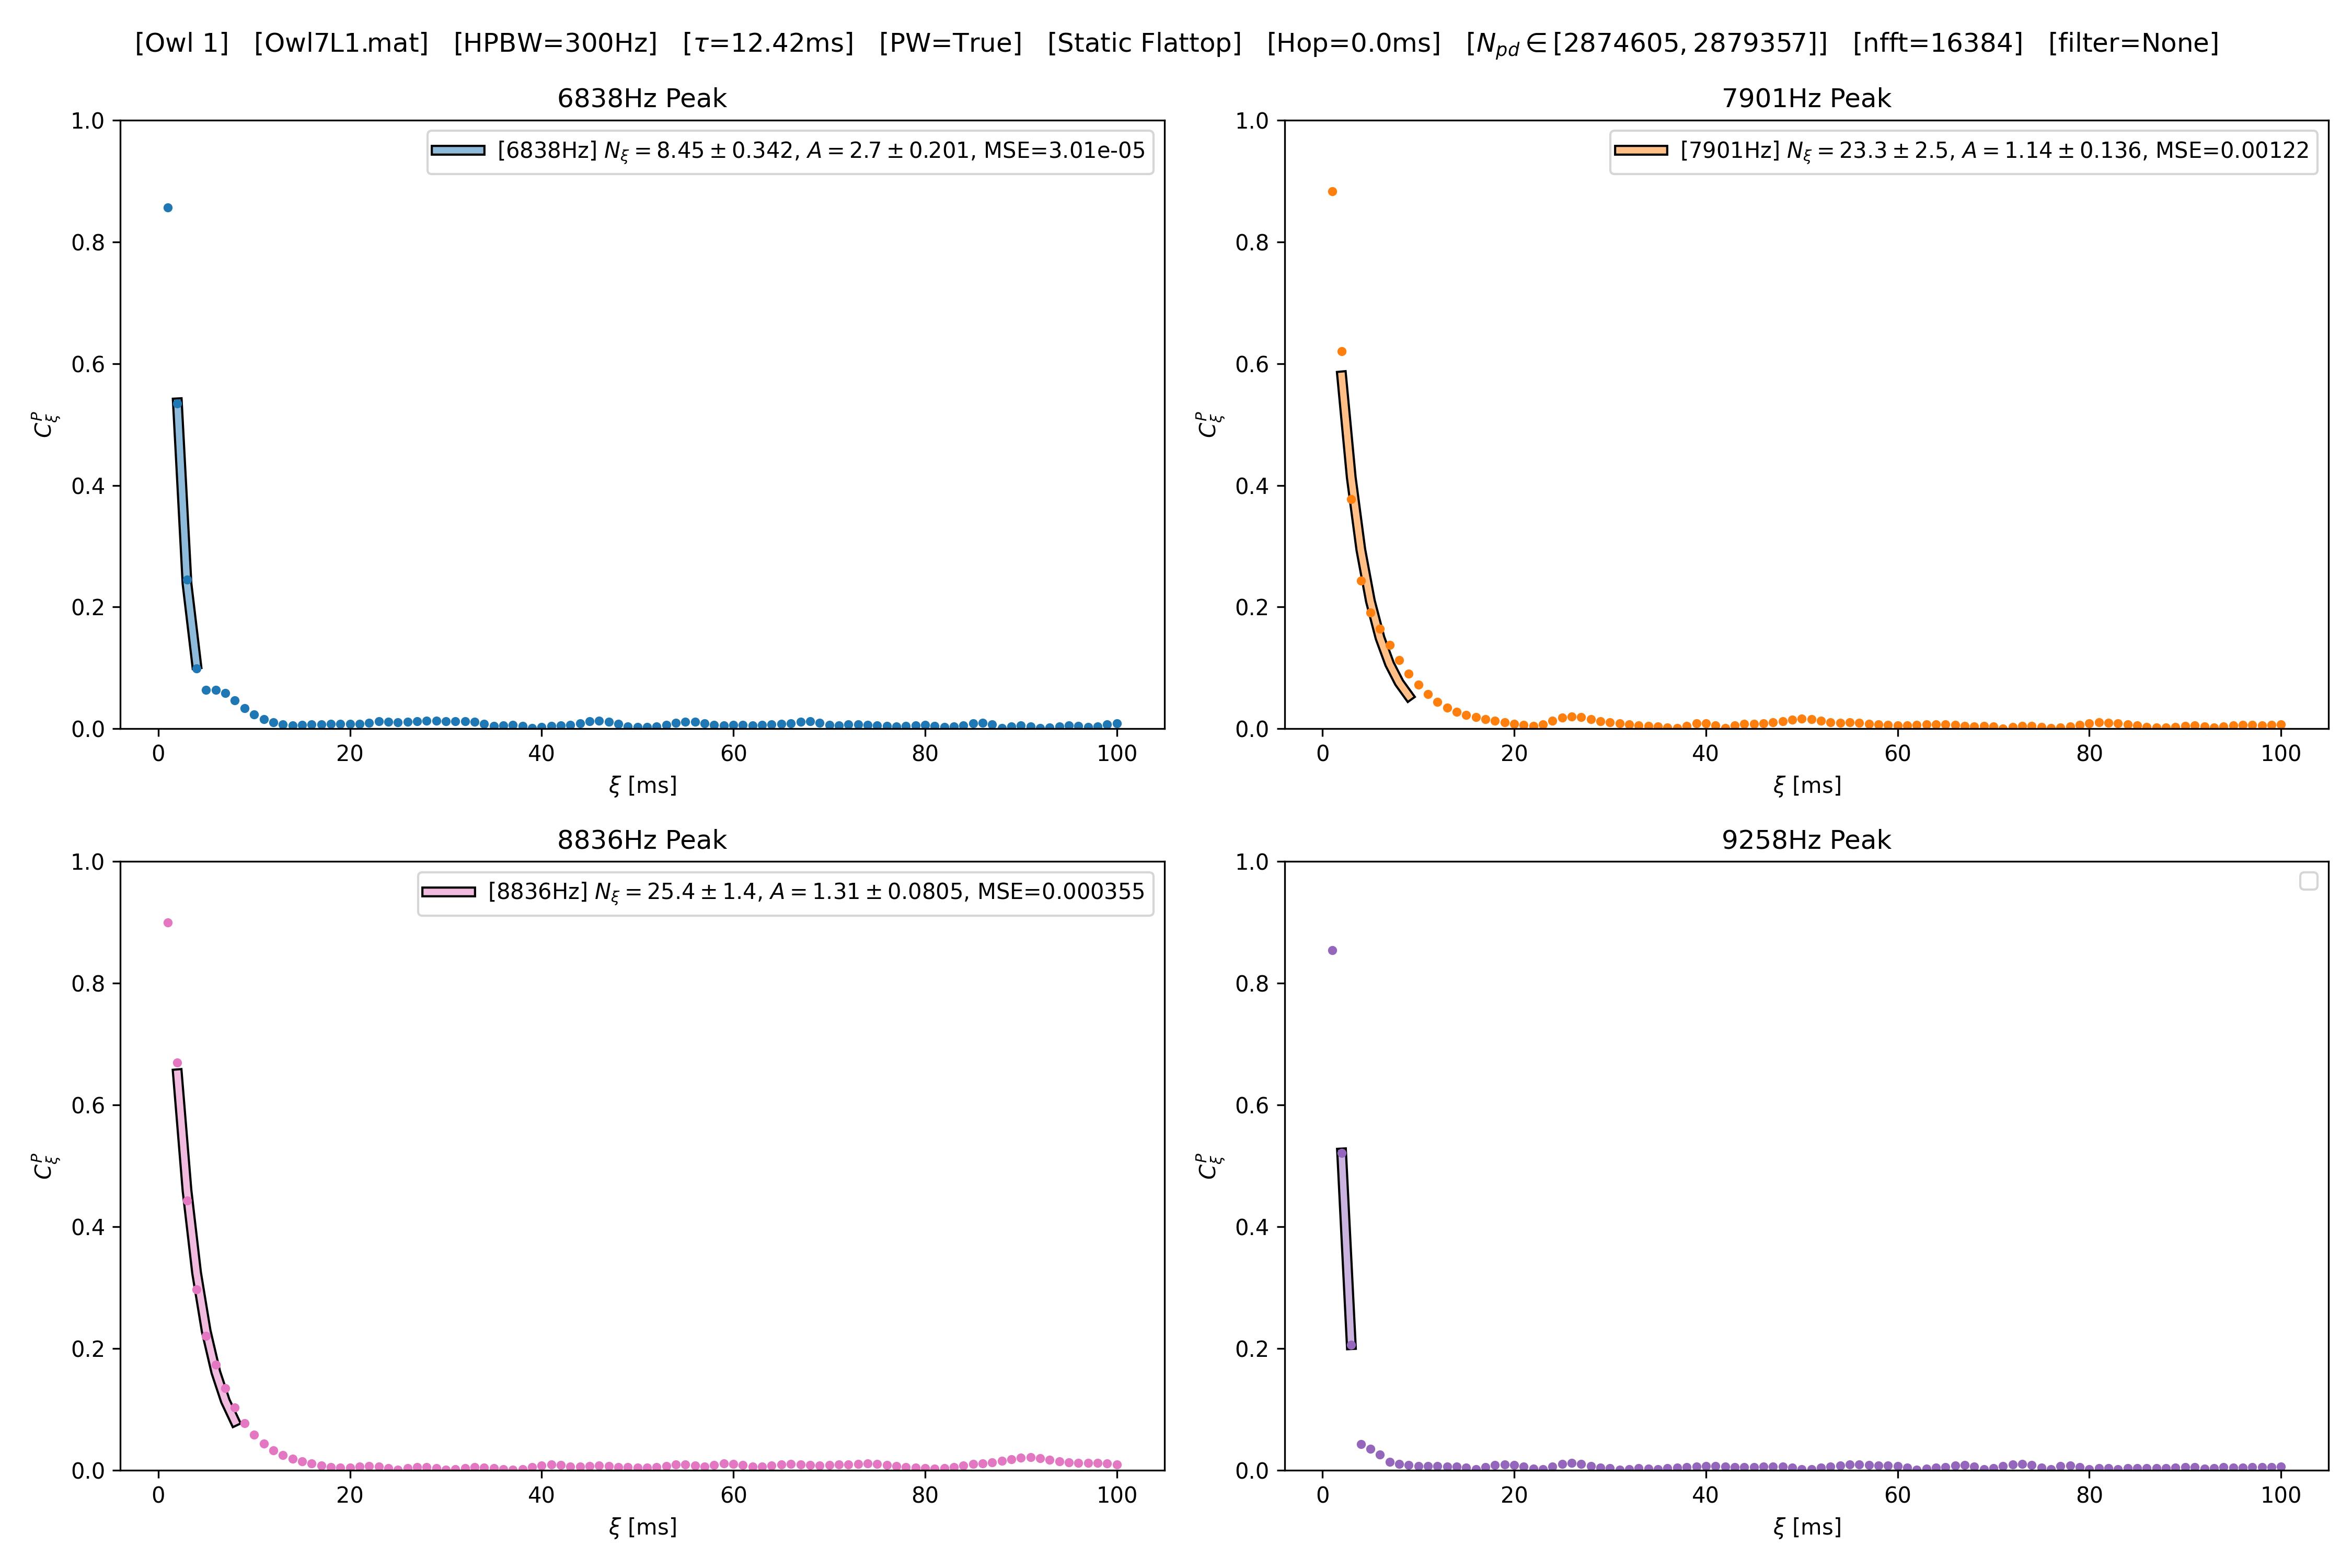 [Owl 1] [Owl7L1.mat] [HPBW=300Hz] [τ=12.42ms] [PW=True] [Static Flattop] [Hop=0.0ms] [N_pd ∈ [2874605, 2879357]] [nfft=16384] [filter=None]
6838Hz Peak
[6838Hz] N_ξ = 8.45 ± 0.342, A = 2.7 ± 0.201, MSE=3.01e-05
1.0
0.8
0.6
0.4
0.2
0.0
C_ξ^P
0 20 40 60 80 100
ξ [ms]
7901Hz Peak
[7901Hz] N_ξ = 23.3 ± 2.5, A = 1.14 ± 0.136, MSE=0.00122
1.0
0.8
0.6
0.4
0.2
0.0
C_ξ^P
0 20 40 60 80 100
ξ [ms]
8836Hz Peak
[8836Hz] N_ξ = 25.4 ± 1.4, A = 1.31 ± 0.0805, MSE=0.000355
1.0
0.8
0.6
0.4
0.2
0.0
C_ξ^P
0 20 40 60 80 100
ξ [ms]
9258Hz Peak
1.0
0.8
0.6
0.4
0.2
0.0
C_ξ^P
0 20 40 60 80 100
ξ [ms]